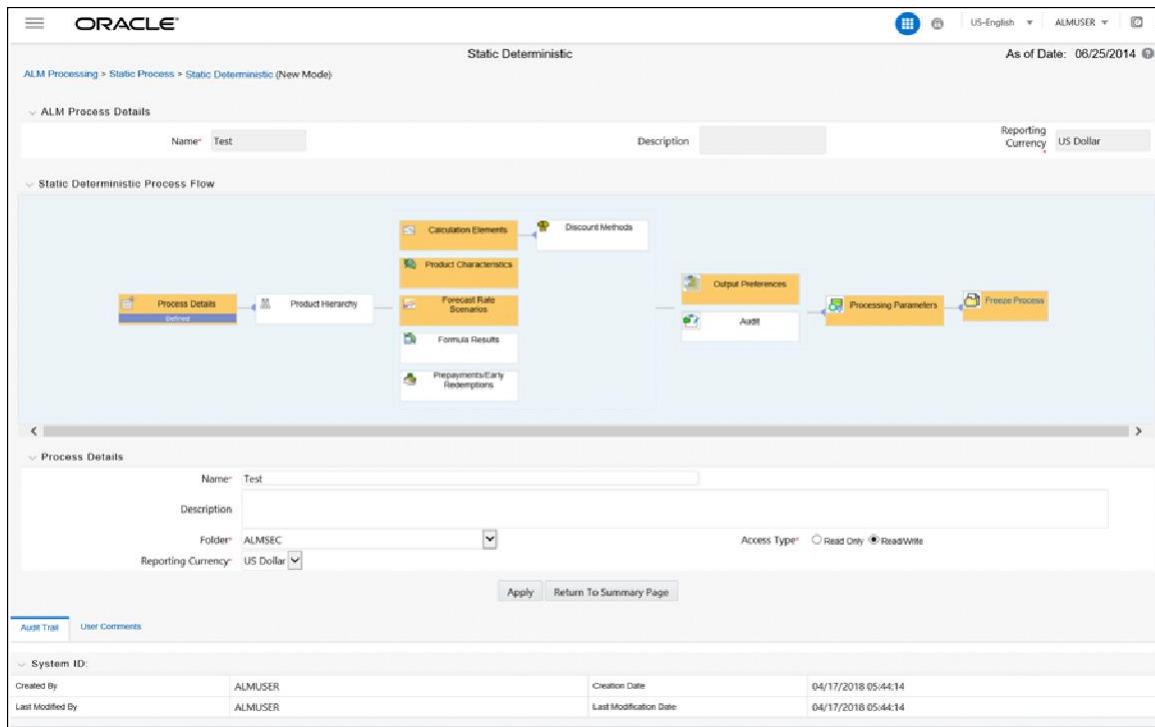 ORACLE
US-English
ALMUSER
Static Deterministic
As of Date: 06/25/2014
ALM Processing > Static Process > Static Deterministic (New Mode)
ALM Process Details
Name* Test
Description
Reporting Currency* US Dollar
Static Deterministic Process Flow
Calculation Elements
Discount Methods
Product Characteristics
Process Details
Defined
Product Hierarchy
Forecast Rate
Scenarios
Output Preferences
Processing Parameters
Freeze Process
Audit
Formula Results
Prepayments/Early
Redemptions
Process Details
Name* Test
Description
Folder* ALMSEC
Access Type* Read Only Read/Write
Reporting Currency* US Dollar
Apply Return To Summary Page
Audit Trail User Comments
System ID:
Created By ALMUSER Creation Date 04/17/2018 05:44:14
Last Modified By ALMUSER Last Modification Date 04/17/2018 05:44:14